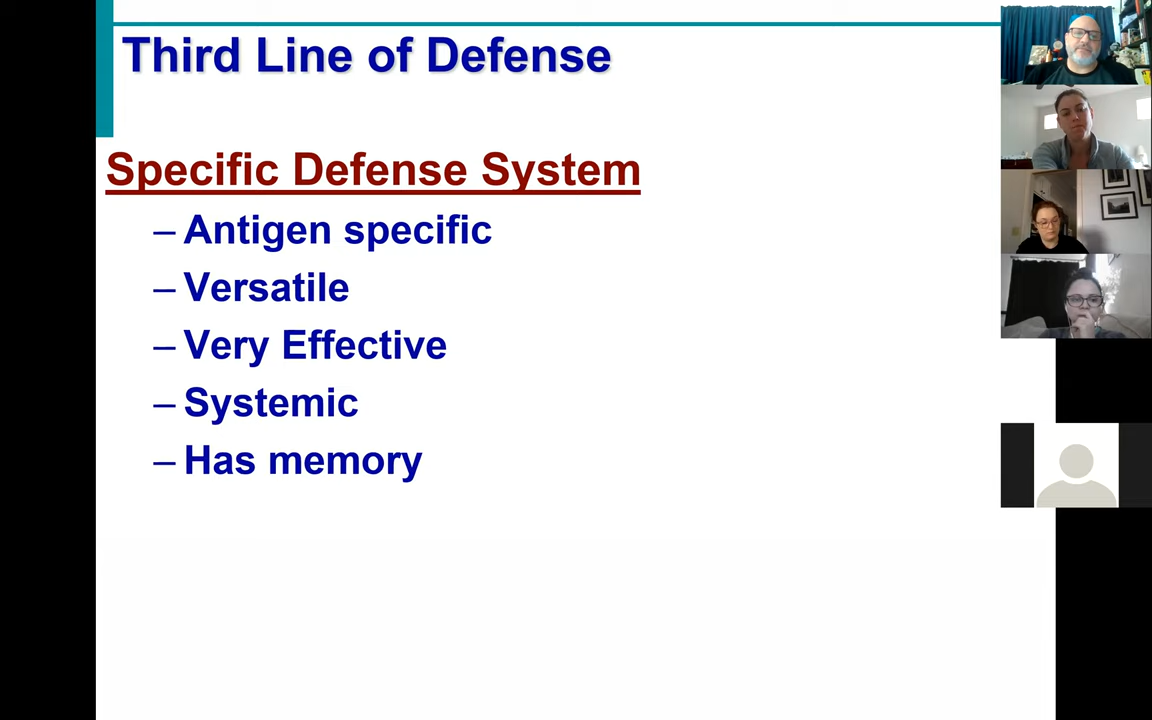 Third Line of Defense
Specific Defense System
– Antigen specific
– Versatile
– Very Effective
– Systemic
– Has memory